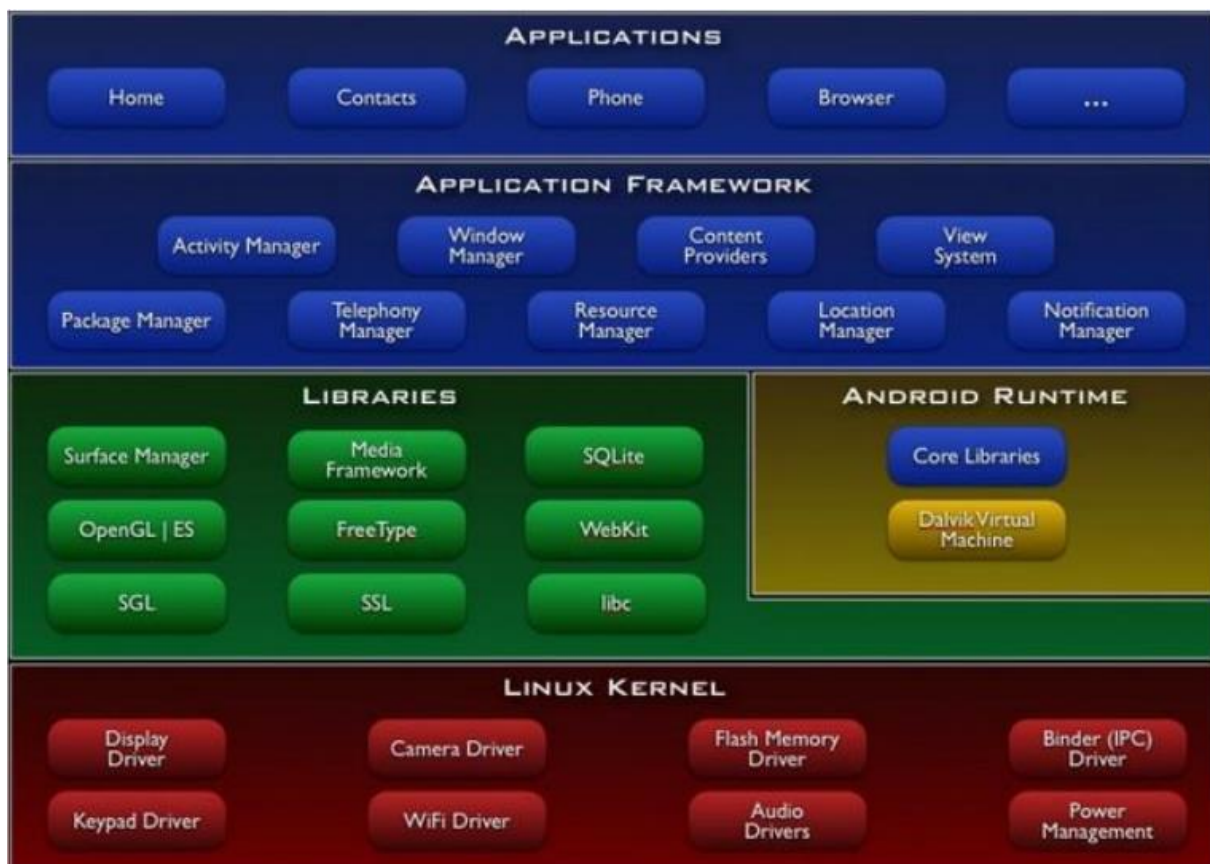 APPLICATIONS
Home
Contacts
Phone
Browser
...
APPLICATION FRAMEWORK
Activity Manager
Window
Manager
Content
Providers
View
System
Package Manager
Telephony
Manager
Resource
Manager
Location
Manager
Notification
Manager
LIBRARIES
Surface Manager
Media
Framework
SQLite
OpenGL | ES
FreeType
WebKit
SGL
SSL
libc
ANDROID RUNTIME
Core Libraries
Dalvik Virtual
Machine
LINUX KERNEL
Display
Driver
Camera Driver
Flash Memory
Driver
Binder (IPC)
Driver
Keypad Driver
WiFi Driver
Audio
Drivers
Power
Management